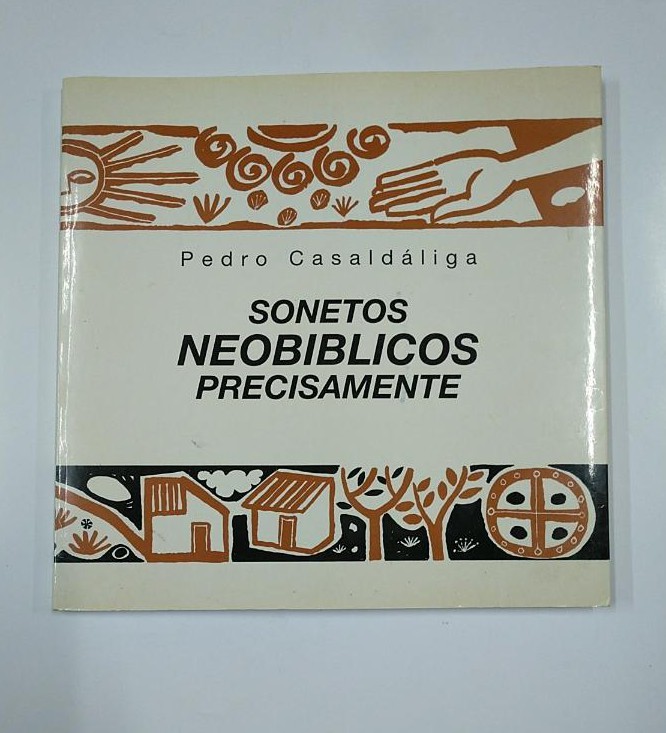 Pedro Casaldáliga
SONETOS
NEOBIBLICOS
PRECISAMENTE